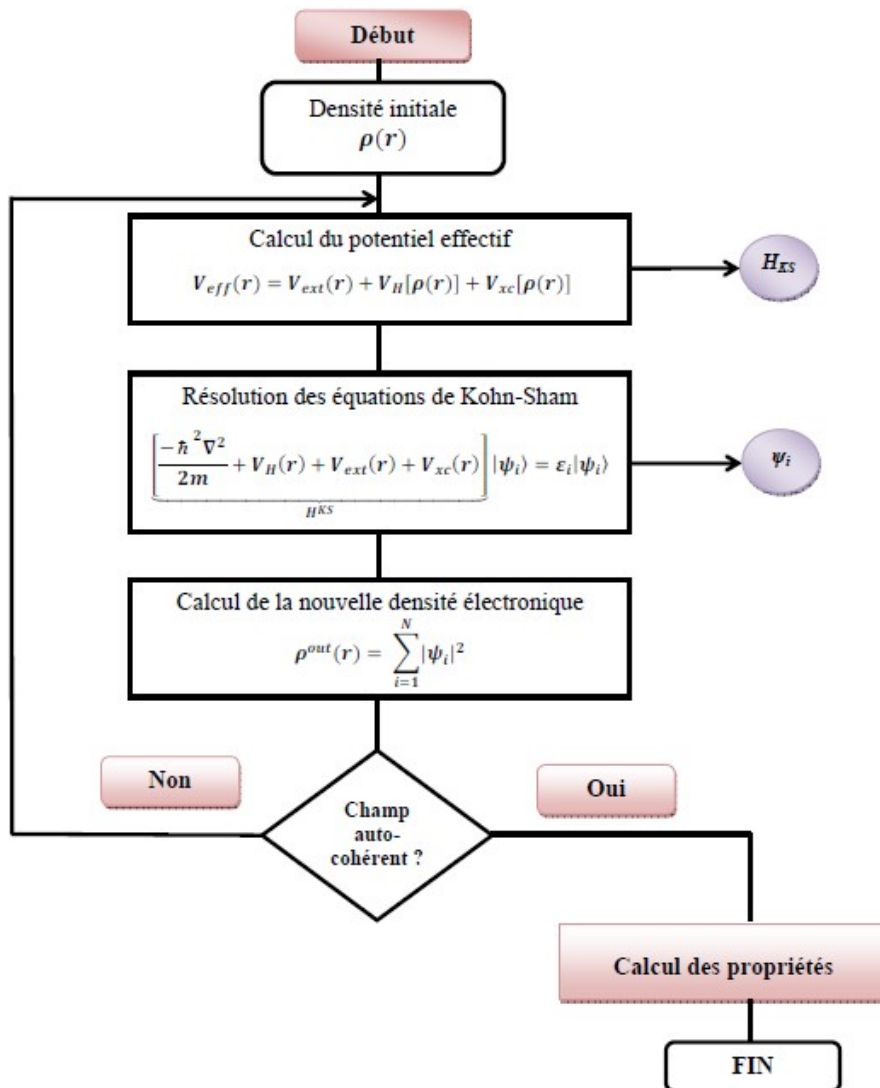 Début
Densité initiale
ρ(r)
Calcul du potentiel effectif
V_eff(r) = V_ext(r) + V_H[ρ(r)] + V_xc[ρ(r)]
H_KS
Résolution des équations de Kohn-Sham
[−ħ²∇²/2m + V_H(r) + V_ext(r) + V_xc(r)] |ψ_i⟩ = ε_i|ψ_i⟩
H^KS
ψ_i
Calcul de la nouvelle densité électronique
ρ^out(r) = ∑_{i=1}^{N} |ψ_i|²
Non
Oui
Champ
auto-
cohérent ?
Calcul des propriétés
FIN